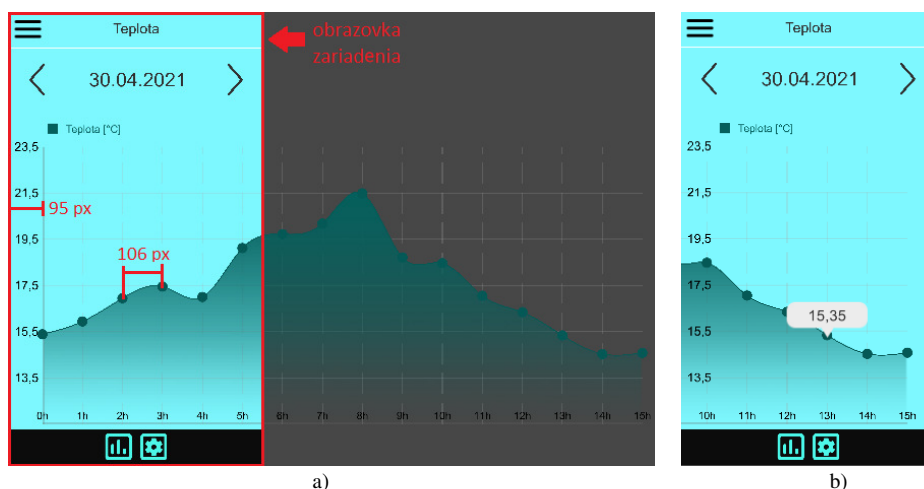 Teplota
30.04.2021
Teplota [°C]
23,5
21,5
19,5
17,5
15,5
13,5
0h 1h 2h 3h 4h 5h 6h 7h 8h 9h 10h 11h 12h 13h 14h 15h
95 px
106 px
obrazovka
zariadenia
a)
Teplota
30.04.2021
Teplota [°C]
23,5
21,5
19,5
17,5
15,5
13,5
15,35
10h 11h 12h 13h 14h 15h
b)